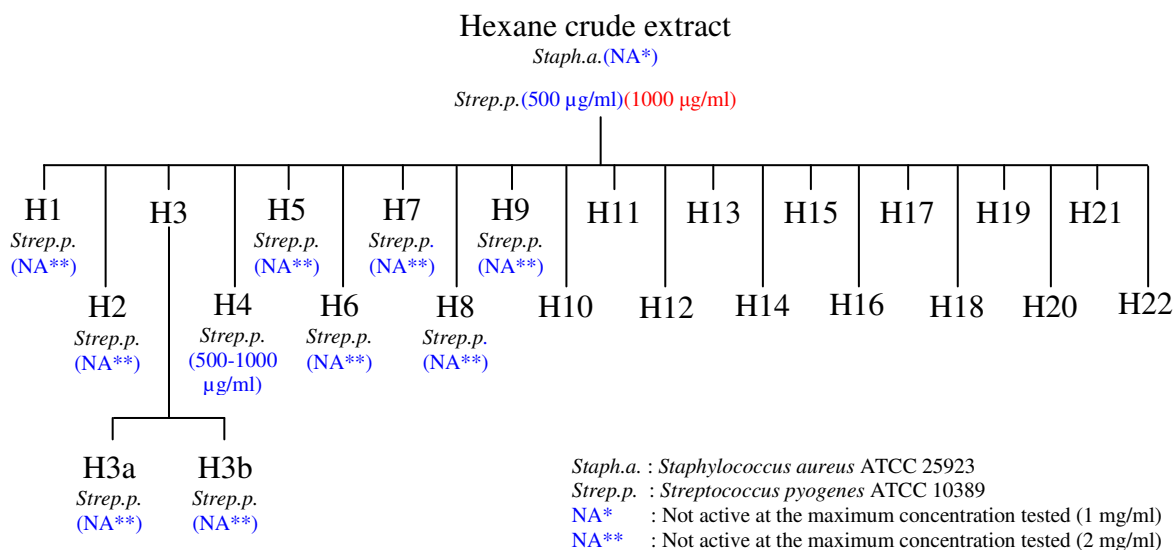 Hexane crude extract
Staph.a.(NA*)
Strep.p.(500 µg/ml)(1000 µg/ml)
H1
Strep.p.
(NA**)
H2
Strep.p.
(NA**)
H3
H3a
Strep.p.
(NA**)
H3b
Strep.p.
(NA**)
H4
Strep.p.
(500-1000
µg/ml)
H5
Strep.p.
(NA**)
H6
Strep.p.
(NA**)
H7
Strep.p.
(NA**)
H8
Strep.p.
(NA**)
H9
Strep.p.
(NA**)
H10
H11
H12
H13
H14
H15
H16
H17
H18
H19
H20
H21
H22
Staph.a. : Staphylococcus aureus ATCC 25923
Strep.p. : Streptococcus pyogenes ATCC 10389
NA* : Not active at the maximum concentration tested (1 mg/ml)
NA** : Not active at the maximum concentration tested (2 mg/ml)